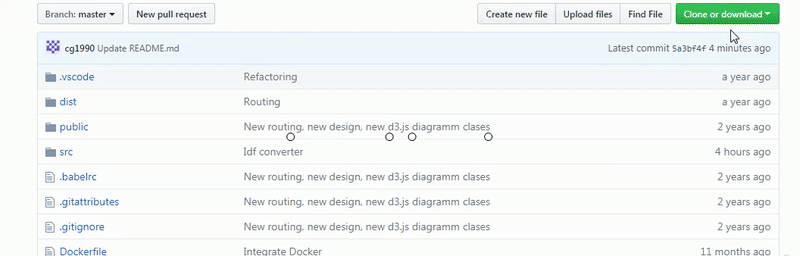 Branch: master New pull request Create new file Upload files Find File Clone or download
cg1990 Update README.md Latest commit 5a3bf4f 4 minutes ago
.vscode Refactoring a year ago
dist Routing a year ago
public New routing, new design, new d3.js diagramm clases 2 years ago
src Idf converter 4 hours ago
.babelrc New routing, new design, new d3.js diagramm clases 2 years ago
.gitattributes New routing, new design, new d3.js diagramm clases 2 years ago
.gitignore New routing, new design, new d3.js diagramm clases 2 years ago
Dockerfile Integrate Docker 11 months ago